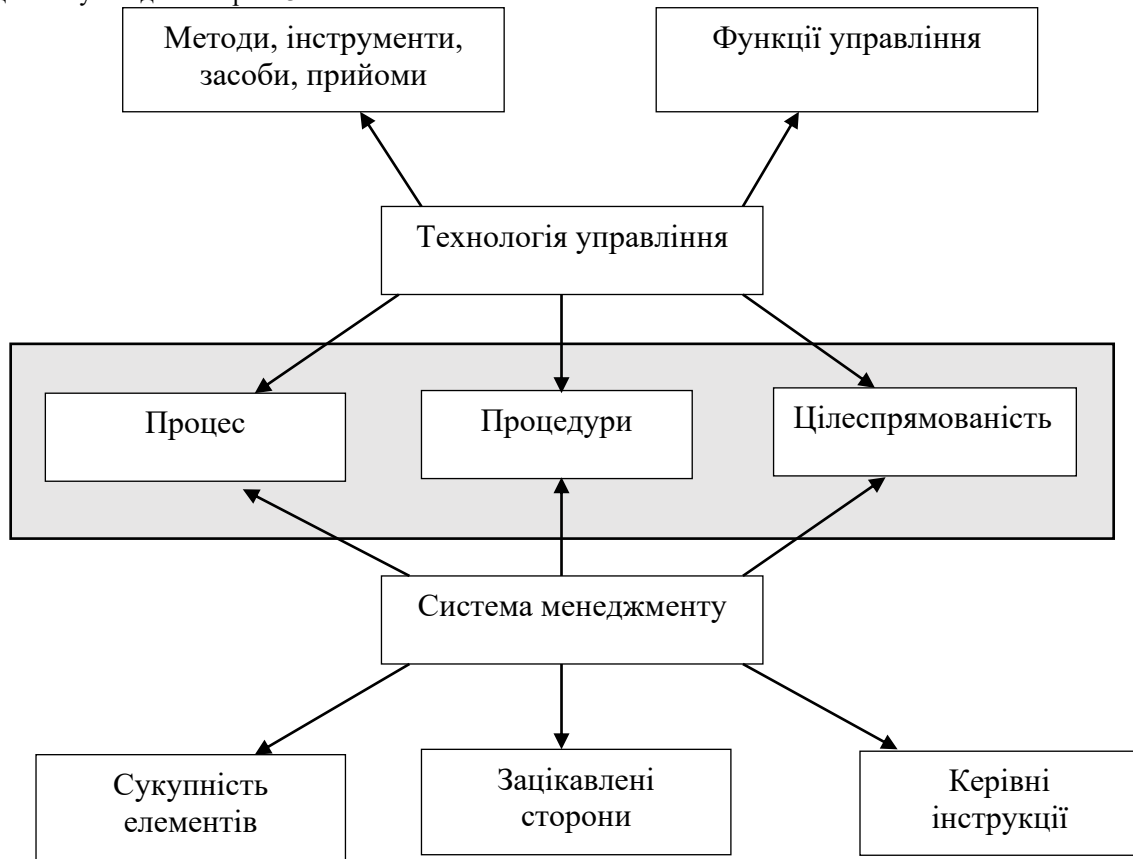 Методи, інструменти,
засоби, прийоми
Функції управління
Технологія управління
Процес
Процедури
Цілеспрямованість
Система менеджменту
Сукупність
елементів
Зацікавлені
сторони
Керівні
інструкції